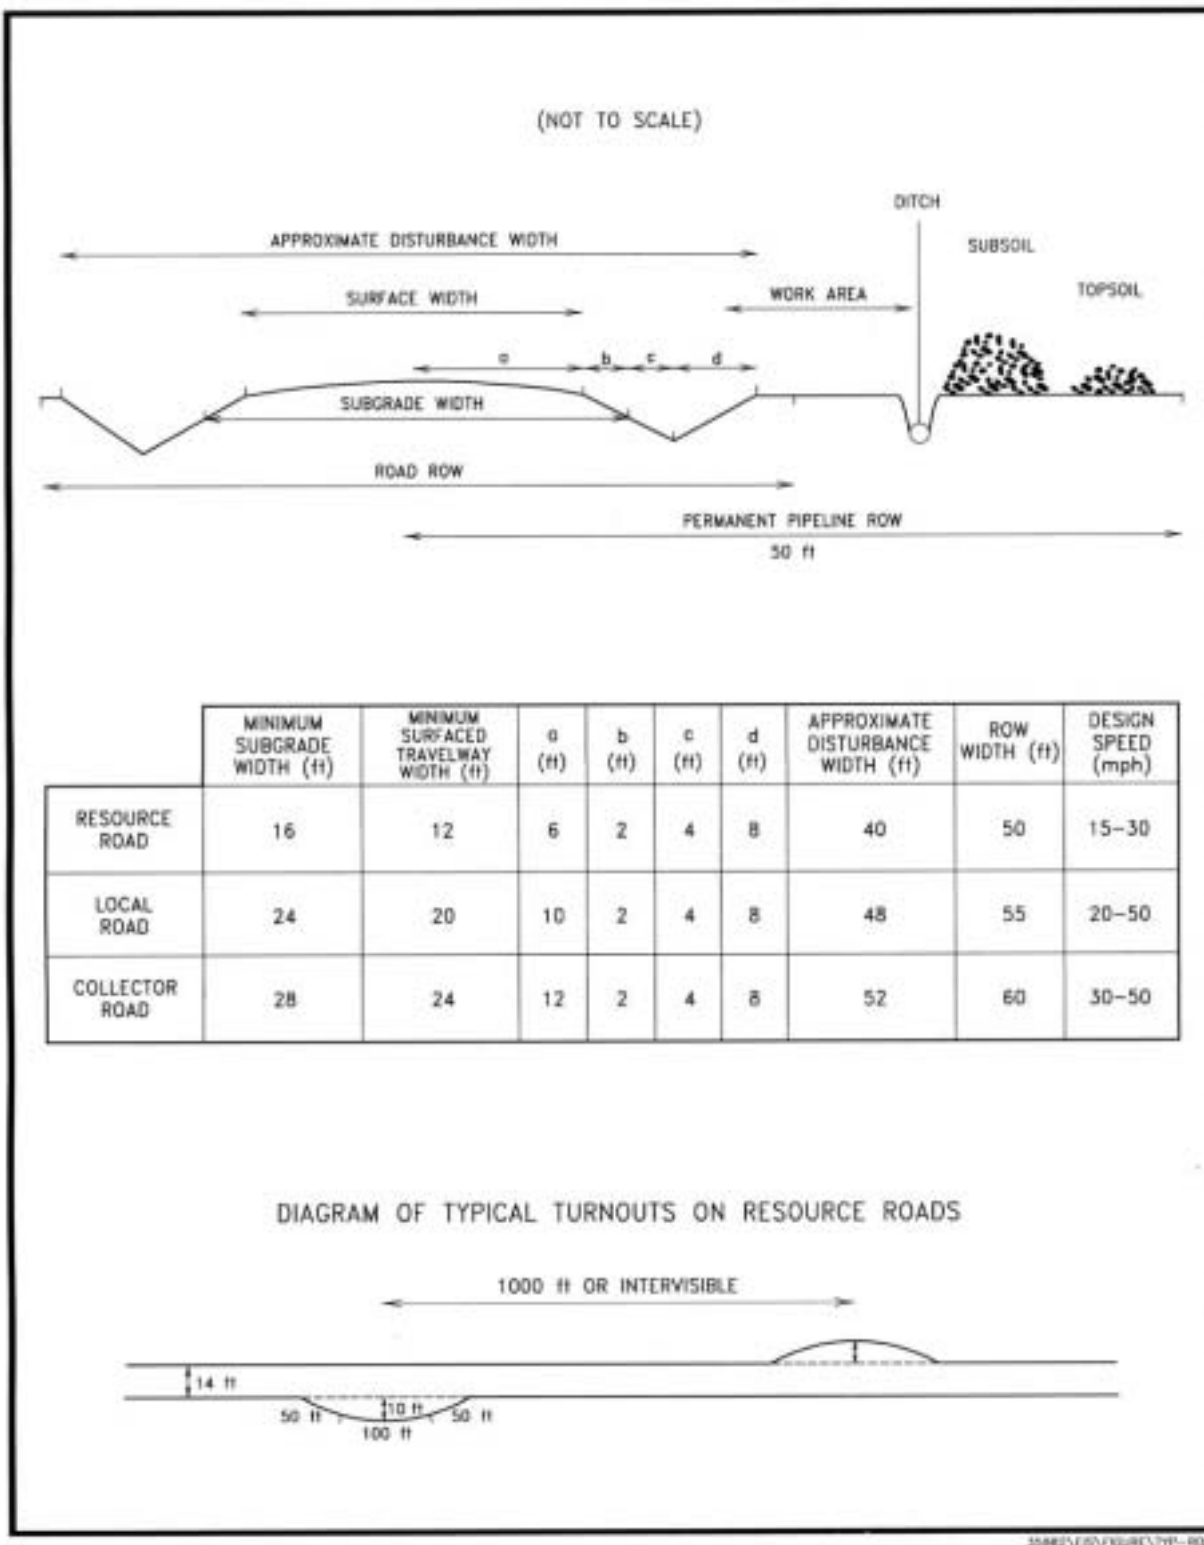 (NOT TO SCALE)
DITCH
APPROXIMATE DISTURBANCE WIDTH
SUBSOIL
SURFACE WIDTH
WORK AREA
TOPSOIL
a b c d
SUBGRADE WIDTH
ROAD ROW
PERMANENT PIPELINE ROW
50 ft
MINIMUM SUBGRADE WIDTH (ft) MINIMUM SURFACED TRAVELWAY WIDTH (ft) a (ft) b (ft) c (ft) d (ft) APPROXIMATE DISTURBANCE WIDTH (ft) ROW WIDTH (ft) DESIGN SPEED (mph)
RESOURCE ROAD 16 12 6 2 4 8 40 50 15-30
LOCAL ROAD 24 20 10 2 4 8 48 55 20-50
COLLECTOR ROAD 28 24 12 2 4 8 52 60 30-50
DIAGRAM OF TYPICAL TURNOUTS ON RESOURCE ROADS
1000 ft OR INTERVISIBLE
14 ft
50 ft 10 ft 50 ft
100 ft